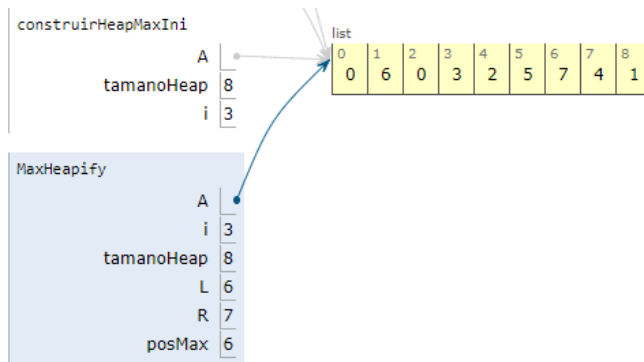 construirHeapMaxIni
A
tamanoHeap 8
i 3
list
0 1 2 3 4 5 6 7 8
0 6 0 3 2 5 7 4 1
MaxHeapify
A
i 3
tamanoHeap 8
L 6
R 7
posMax 6